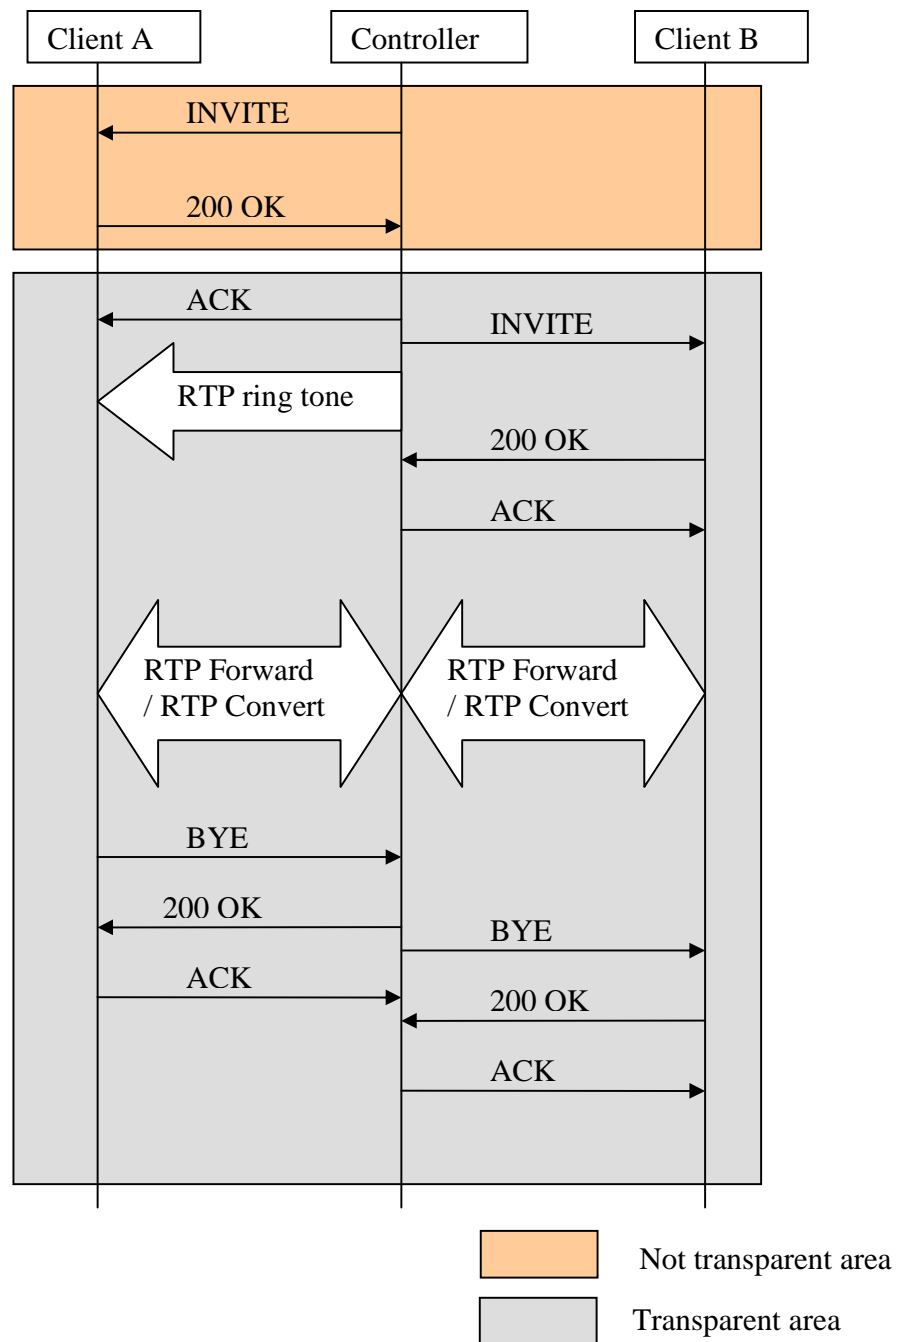 Client A
Controller
Client B
INVITE
200 OK
ACK
INVITE
RTP ring tone
200 OK
ACK
RTP Forward
/ RTP Convert
RTP Forward
/ RTP Convert
BYE
200 OK
BYE
ACK
200 OK
ACK
Not transparent area
Transparent area